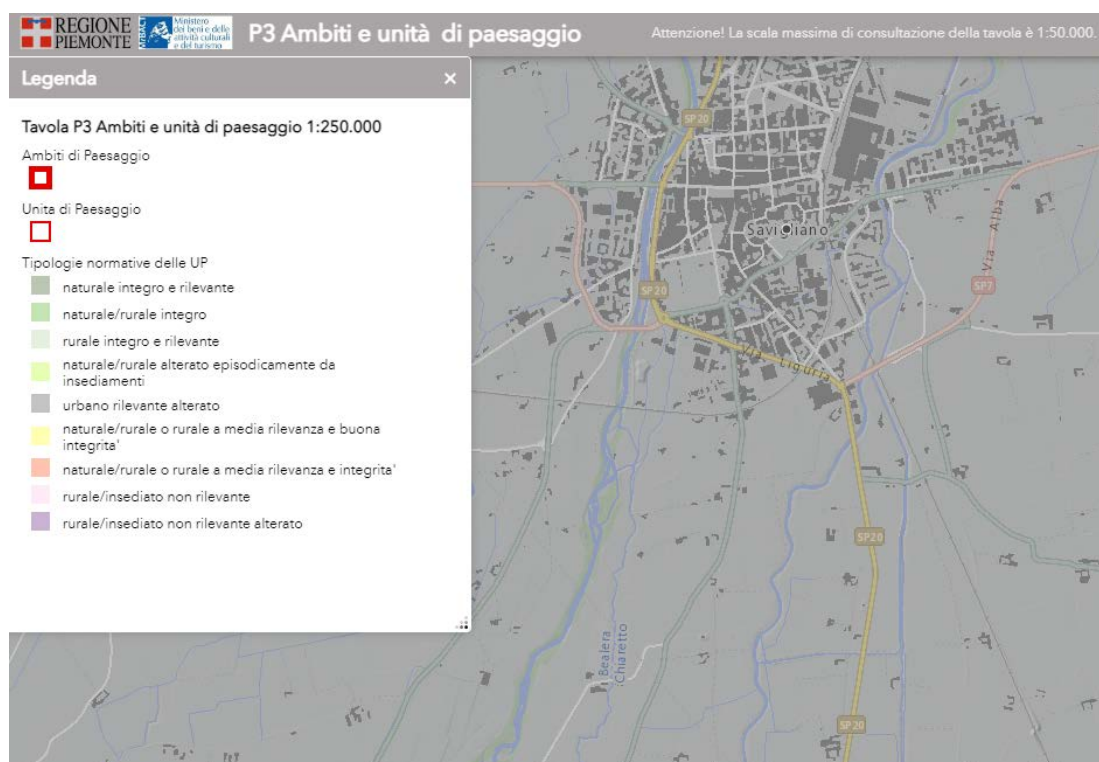 REGIONE
PIEMONTE
MiBACT
Ministero
dei beni e delle
attività culturali
e del turismo
P3 Ambiti e unità di paesaggio
Attenzione! La scala massima di consultazione della tavola è 1:50.000.
Legenda
×
Tavola P3 Ambiti e unità di paesaggio 1:250.000
Ambiti di Paesaggio
Unita di Paesaggio
Tipologie normative delle UP
naturale integro e rilevante
naturale/rurale integro
rurale integro e rilevante
naturale/rurale alterato episodicamente da
insediamenti
urbano rilevante alterato
naturale/rurale o rurale a media rilevanza e buona
integrita'
naturale/rurale o rurale a media rilevanza e integrita'
rurale/insediato non rilevante
rurale/insediato non rilevante alterato
SP20
Savigliano
Via Alba
SP7
SP20
Via Liguria
SP20
Bealera
Chiaretto
SP20